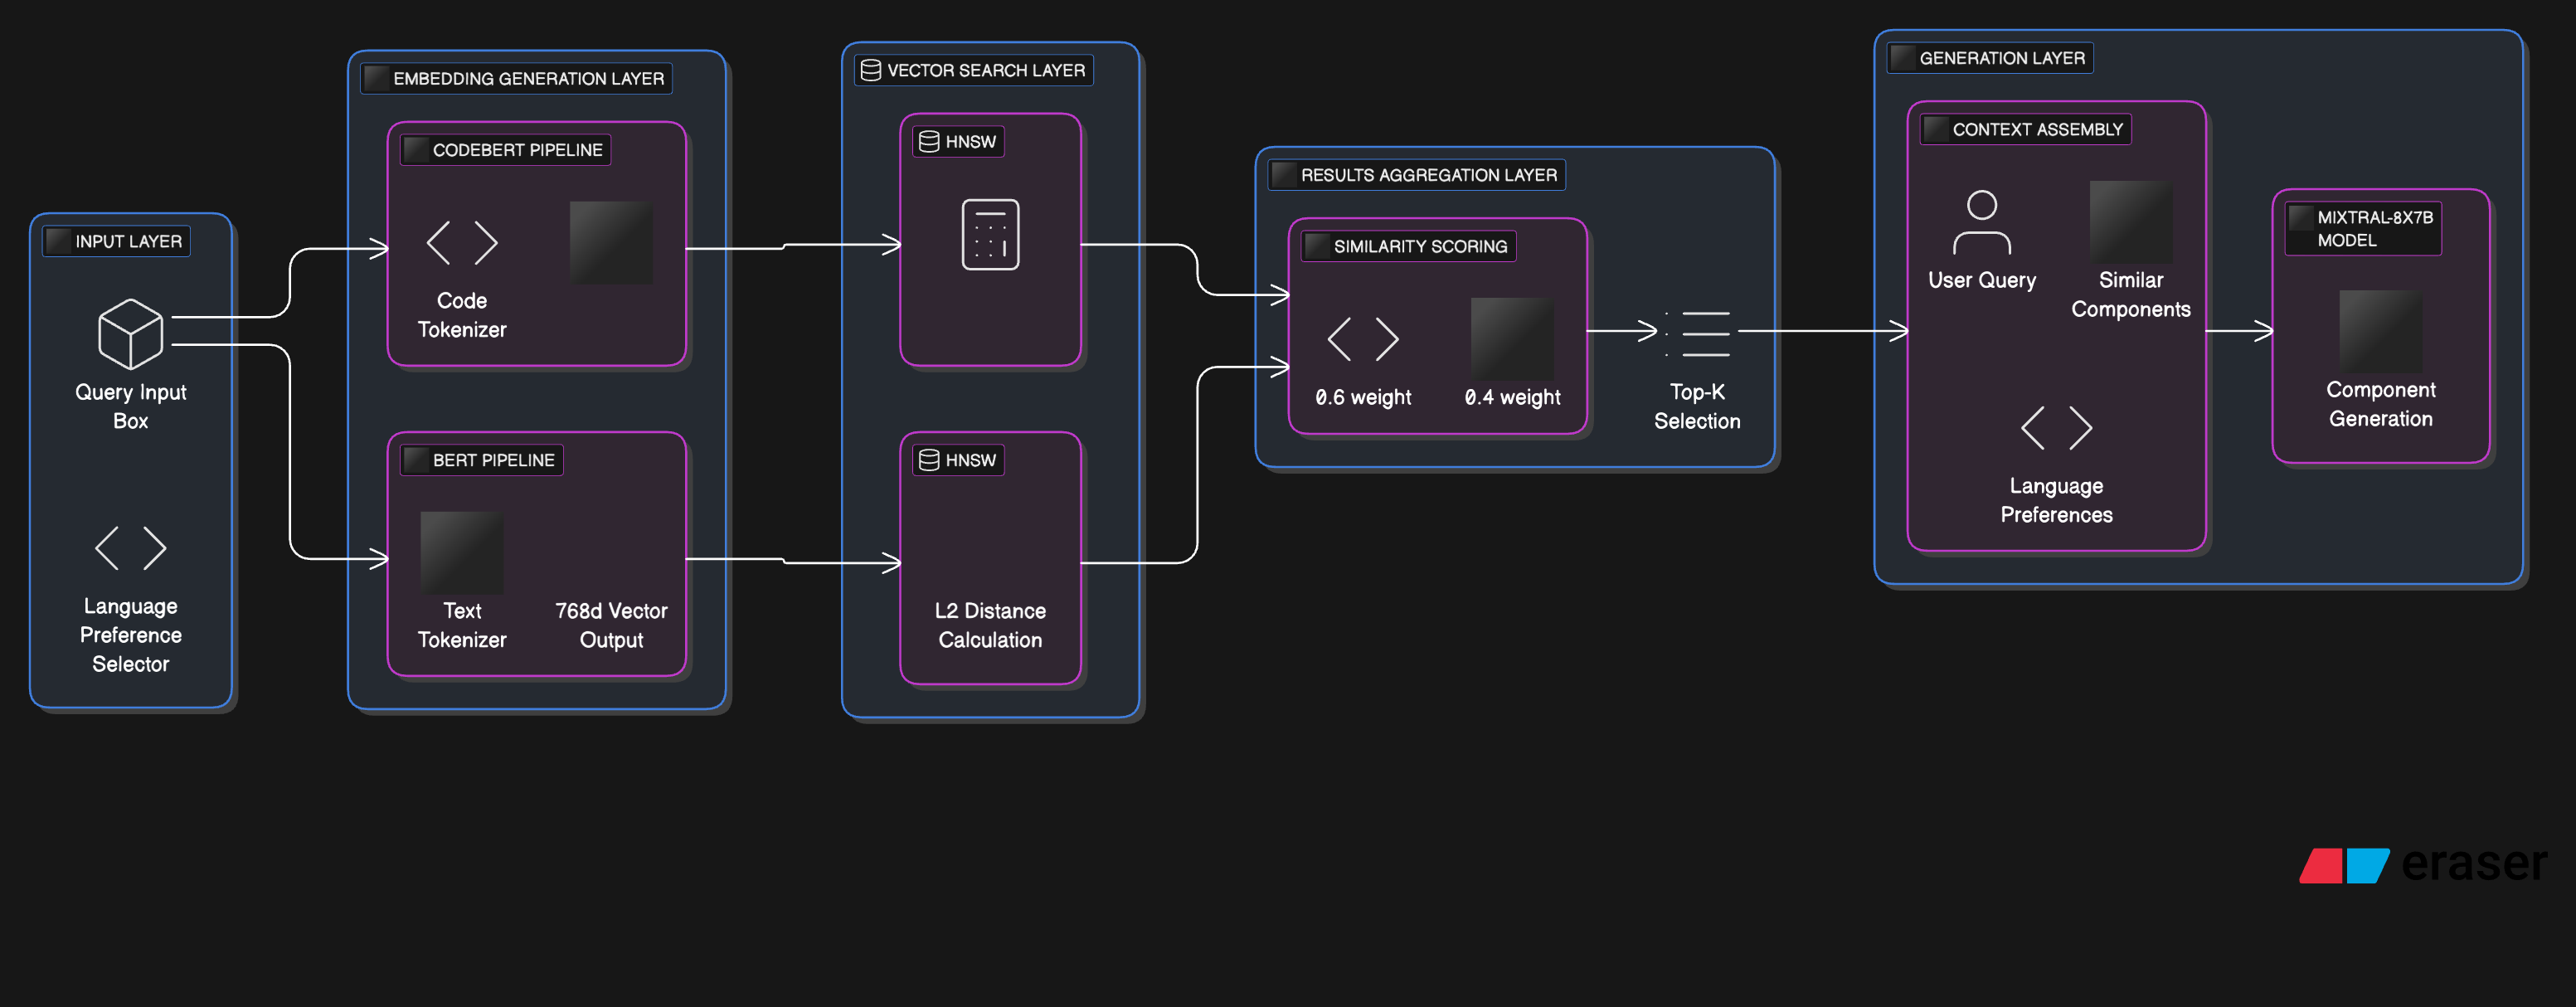 INPUT LAYER
Query Input
Box
Language
Preference
Selector
EMBEDDING GENERATION LAYER
CODEBERT PIPELINE
Code
Tokenizer
BERT PIPELINE
Text
Tokenizer
768d Vector
Output
VECTOR SEARCH LAYER
HNSW
HNSW
L2 Distance
Calculation
RESULTS AGGREGATION LAYER
SIMILARITY SCORING
0.6 weight
0.4 weight
Top-K
Selection
GENERATION LAYER
CONTEXT ASSEMBLY
User Query
Similar
Components
Language
Preferences
MIXTRAL-8X7B
MODEL
Component
Generation
eraser